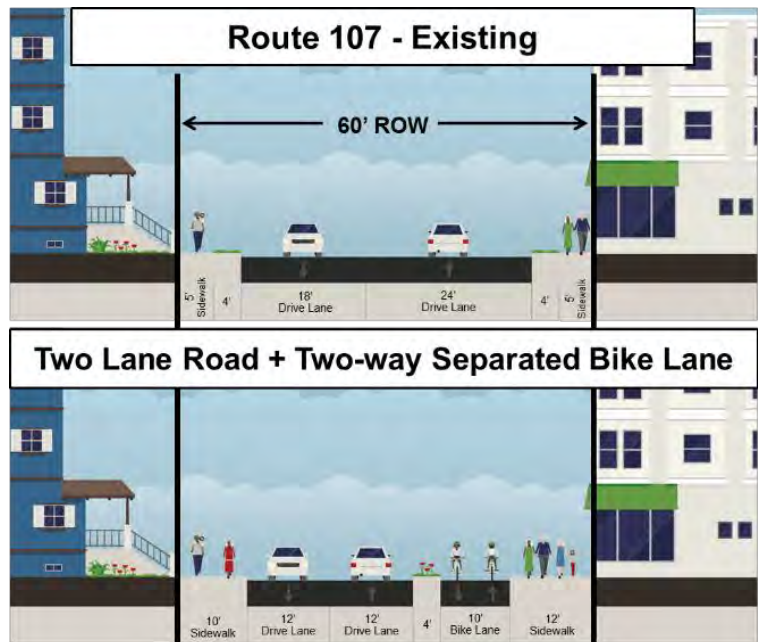 Route 107 - Existing
60' ROW
5' Sidewalk
4'
18' Drive Lane
24' Drive Lane
4'
5' Sidewalk
Two Lane Road + Two-way Separated Bike Lane
10' Sidewalk
12' Drive Lane
12' Drive Lane
4'
10' Bike Lane
12' Sidewalk